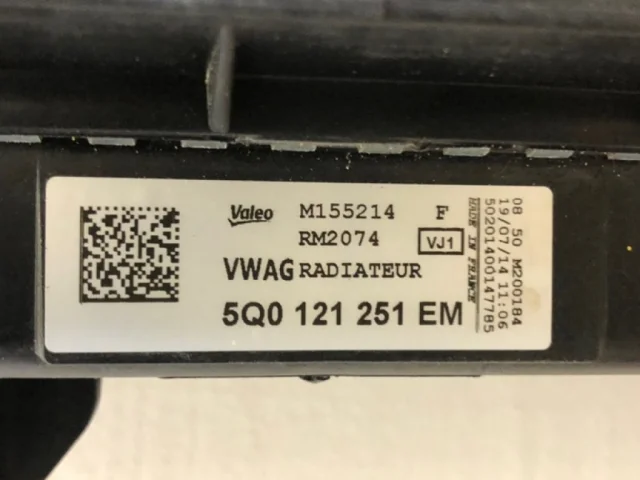 Valeo M155214 F
RM2074 VJ1
VWAG RADIATEUR
5Q0 121 251 EM
MADE IN FRANCE
08 50 M200184
19/07/14 11:06
50201400147785